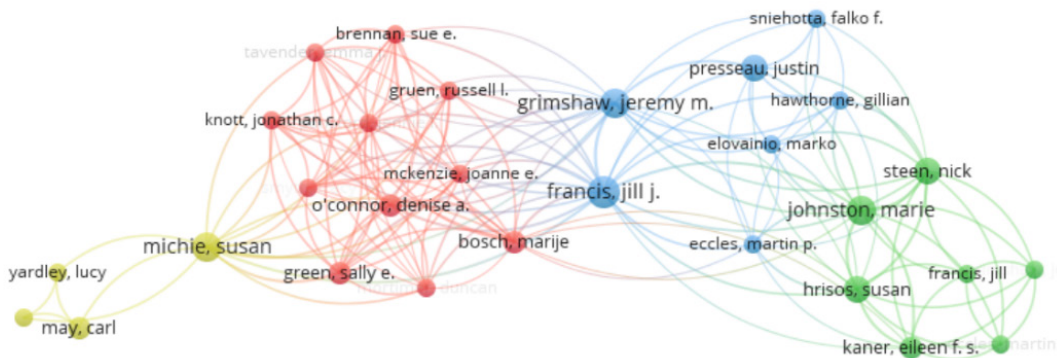 sniehotta, falko f.
brennan, sue e.
presseau, justin
gruen, russell l.
grimshaw, jeremy m.
hawthorne, gillian
knott, jonathan c.
elovainio, marko
mckenzie, joanne e.
steen, nick
francis, jill j.
o'connor, denise a.
johnston, marie
michie, susan
bosch, marije
eccles, martin p.
yardley, lucy
green, sally e.
francis, jill
hrisos, susan
may, carl
kaner, eileen f. s.